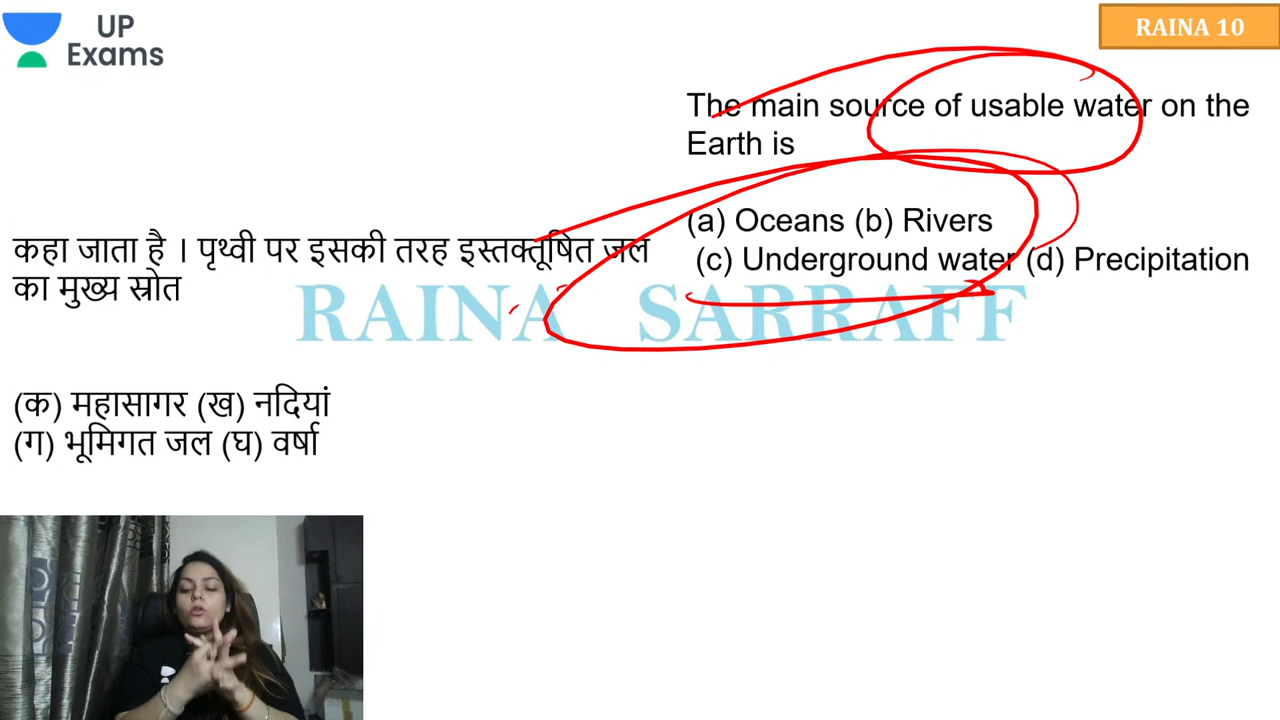 UP
Exams
RAINA 10
The main source of usable water on the
Earth is
(a) Oceans (b) Rivers
(c) Underground water (d) Precipitation
कहा जाता है । पृथ्वी पर इसकी तरह इस्तक्तूषित जल
का मुख्य स्रोत
RAINA SARRAFF
(क) महासागर (ख) नदियां
(ग) भूमिगत जल (घ) वर्षा